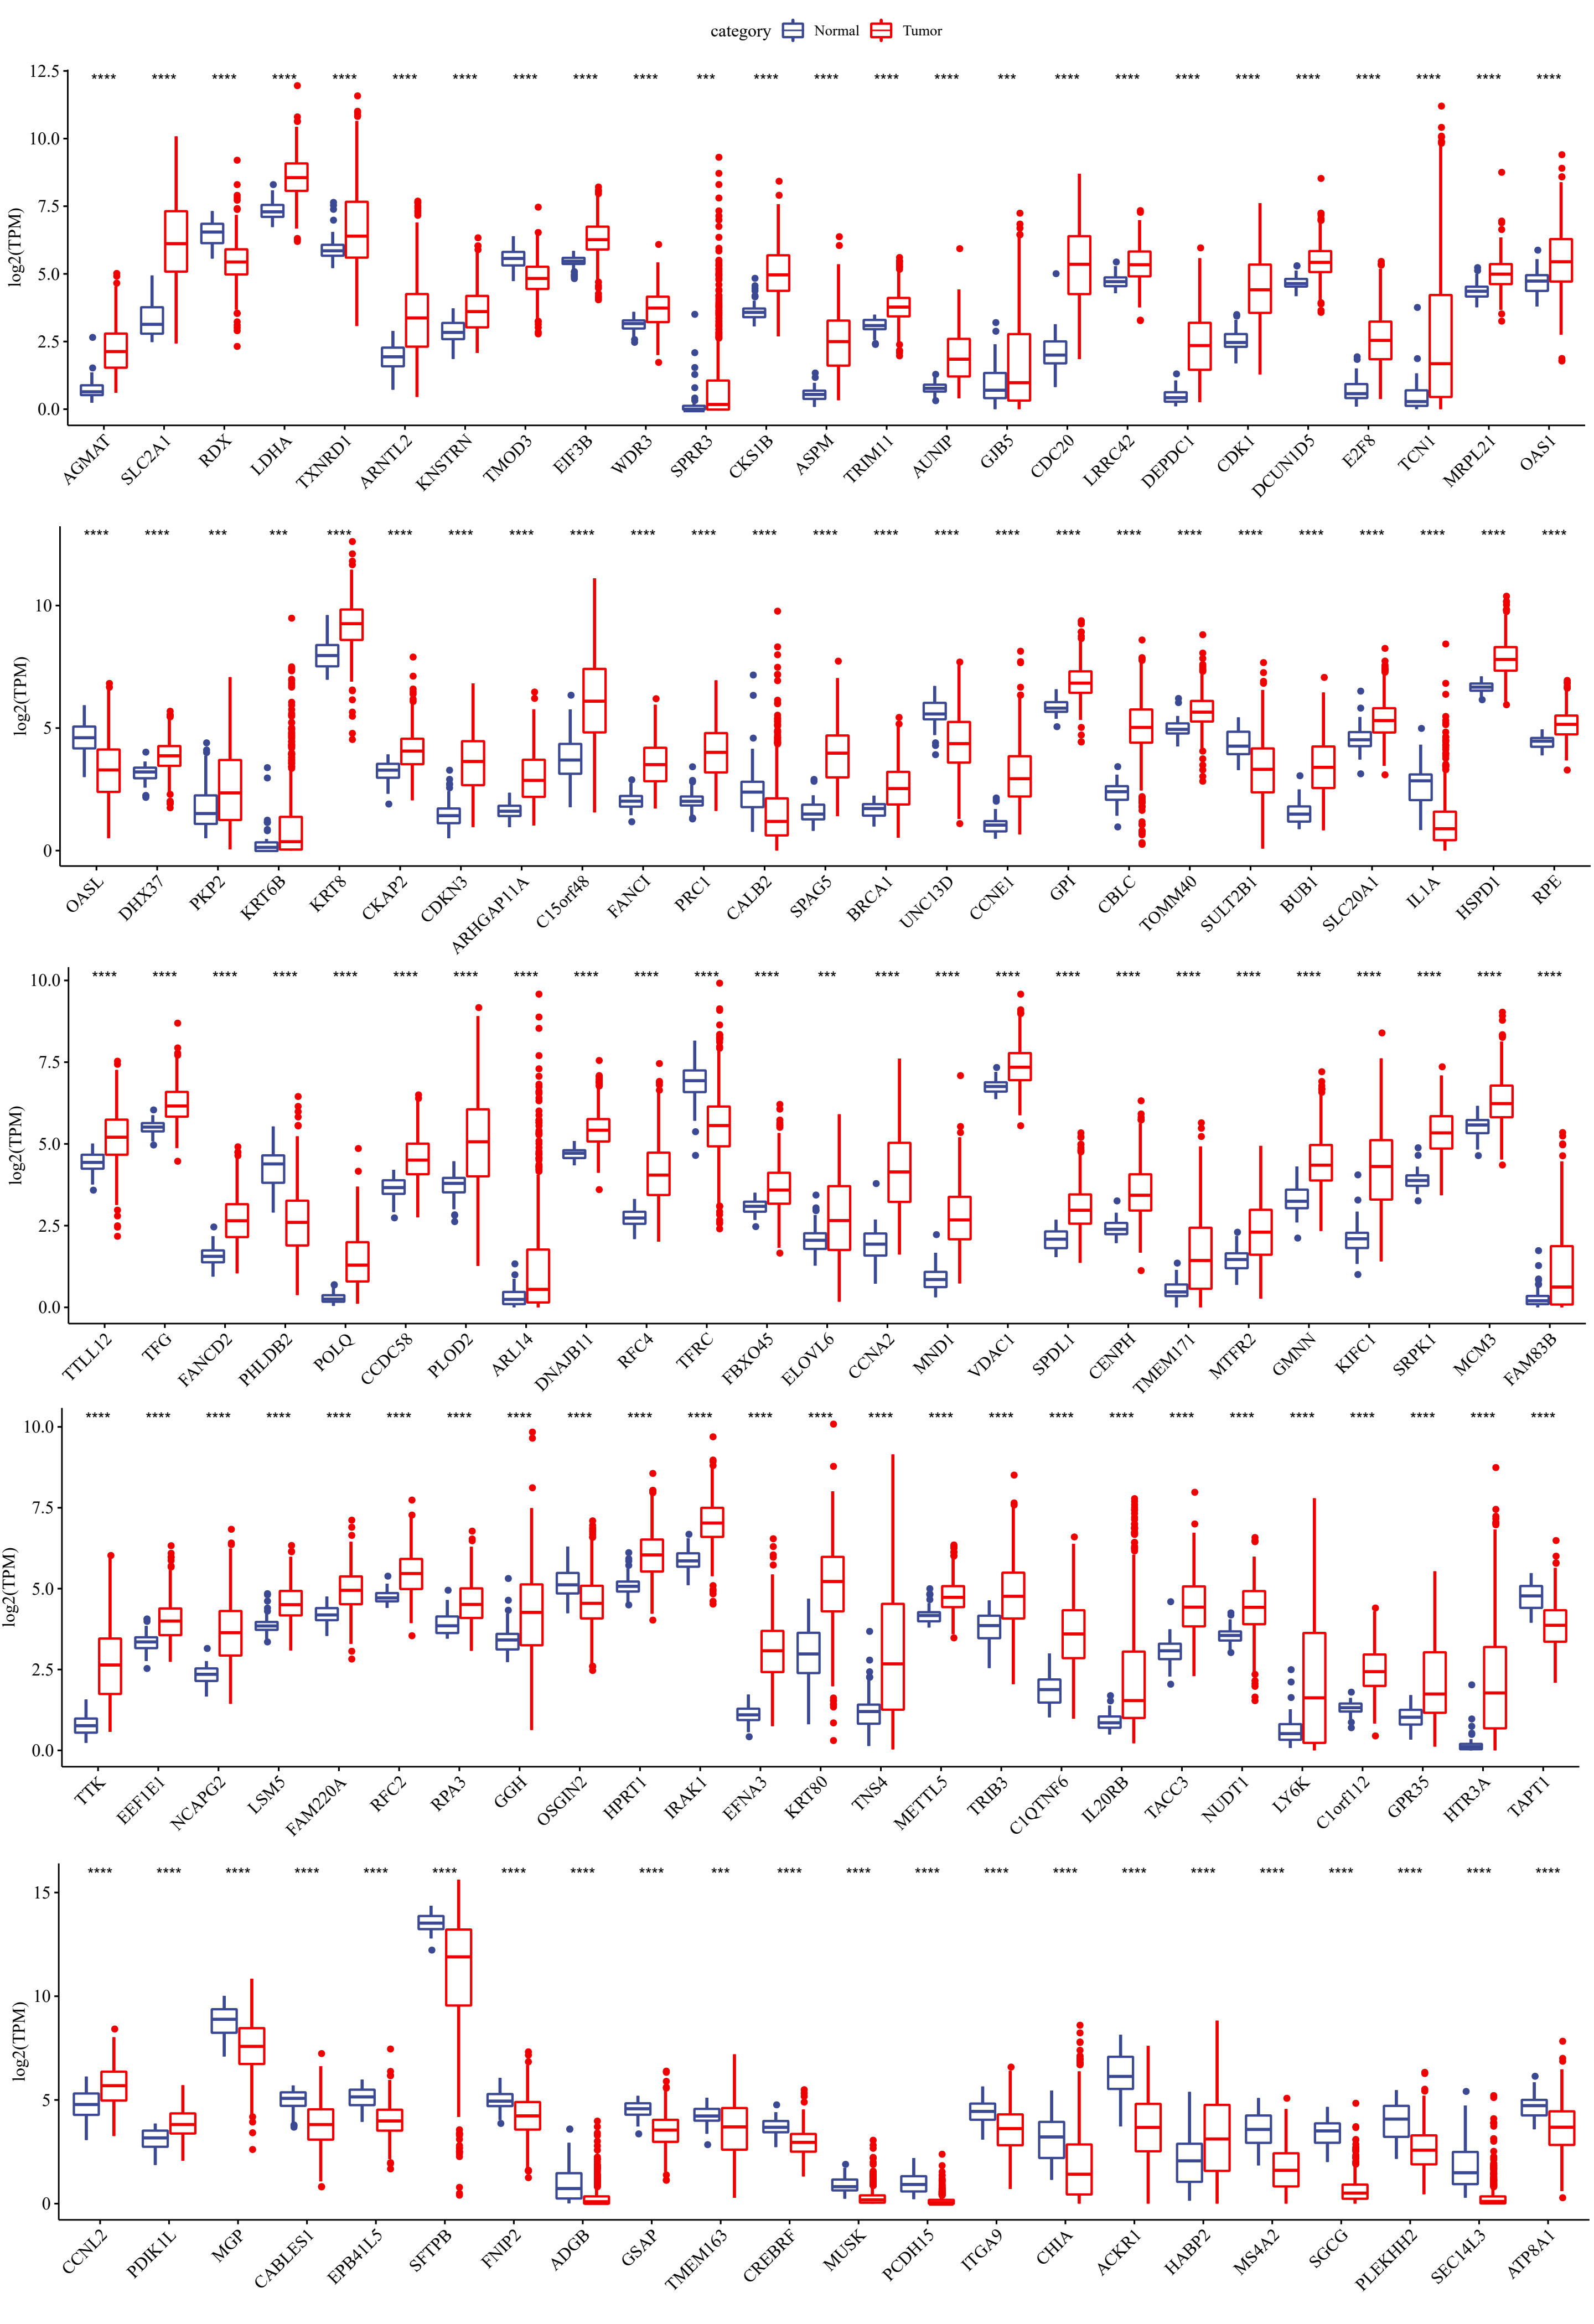 category Normal Tumor
12.5
10.0
7.5
5.0
2.5
0.0
log2(TPM)
**** **** **** **** **** **** **** **** **** **** *** **** **** **** **** *** **** **** **** **** **** **** **** **** ****
AGMAT SLC2A1 RDX LDHA TXNRD1 ARNTL2 KNSTRN TMOD3 EIF3B WDR3 SPRR3 CKS1B ASPM TRIM11 AUNIP GJB5 CDC20 LRRC42 DEPDC1 CDK1 DCUN1D5 E2F8 TCN1 MRPL21 OAS1
10
5
0
log2(TPM)
**** **** *** *** **** **** **** **** **** **** **** **** **** **** **** **** **** **** **** **** **** **** **** **** ****
OASL DHX37 PKP2 KRT6B KRT8 CKAP2 CDKN3 ARHGAP11A C15orf48 FANCI PRC1 CALB2 SPAG5 BRCA1 UNC13D CCNE1 GPI CBLC TOMM40 SULT2B1 BUB1 SLC20A1 IL1A HSPD1 RPE
10.0
7.5
5.0
2.5
0.0
log2(TPM)
**** **** **** **** **** **** **** **** **** **** **** **** *** **** **** **** **** **** **** **** **** **** **** **** ****
TTLL12 TFG FANCD2 PHLDB2 POLQ CCDC58 PLOD2 ARL14 DNAJB11 RFC4 TFRC FBXO45 ELOVL6 CCNA2 MND1 VDAC1 SPDL1 CENPH TMEM171 MTFR2 GMNN KIFC1 SRPK1 MCM3 FAM83B
10.0
7.5
5.0
2.5
0.0
log2(TPM)
**** **** **** **** **** **** **** **** **** **** **** **** **** **** **** **** **** **** **** **** **** **** **** **** ****
TTK EEF1E1 NCAPG2 LSM5 FAM220A RFC2 RPA3 GGH OSGIN2 HPRT1 IRAK1 EFNA3 KRT80 TNS4 METTL5 TRIB3 C1QTNF6 IL20RB TACC3 NUDT1 LY6K C1orf112 GPR35 HTR3A TAPT1
15
10
5
0
log2(TPM)
**** **** **** **** **** **** **** **** **** *** **** **** **** **** **** **** **** **** **** **** **** ****
CCNL2 PDIK1L MGP CABLES1 EPB41L5 SFTPB FNIP2 ADGB GSAP TMEM163 CREBRF MUSK PCDH15 ITGA9 CHIA ACKR1 HABP2 MS4A2 SGCG PLEKHH2 SEC14L3 ATP8A1